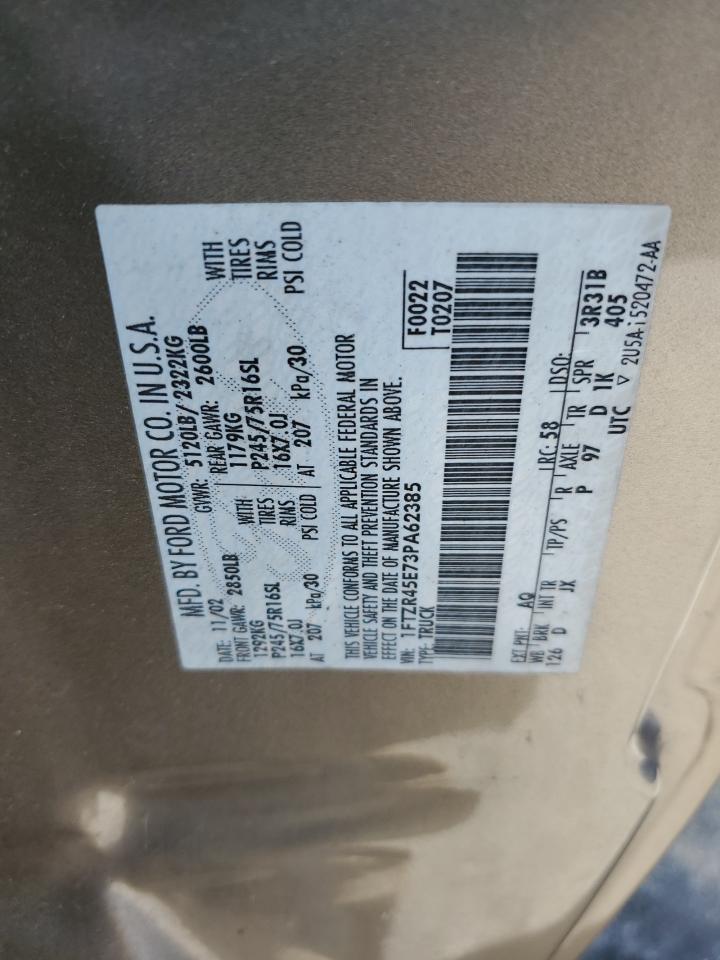 MFD. BY FORD MOTOR CO. IN U.S.A.
DATE: 11/02 GVWR: 5120LB/ 2322KG
FRONT GAWR: 2850LB REAR GAWR: 2600LB
1292KG WITH 1179KG WITH
P245/75R16SL TIRES P245/75R16SL TIRES
16X7.0J RIMS 16X7.0J RIMS
AT 207 kPa/30 PSI COLD AT 207 kPa/30 PSI COLD
THIS VEHICLE CONFORMS TO ALL APPLICABLE FEDERAL MOTOR
VEHICLE SAFETY AND THEFT PREVENTION STANDARDS IN
EFFECT ON THE DATE OF MANUFACTURE SHOWN ABOVE.
VIN: 1FTZR45E73PA62385
TYPE: TRUCK
F0022
T0207
EXT PNT: AQ RC: 58 DSO:
WB BRK INT TR TP/PS R AXLE TR SPR 3R31B
126 D JX P 97 D 1K 405
UTC ▽ 2U5A-1520472-AA